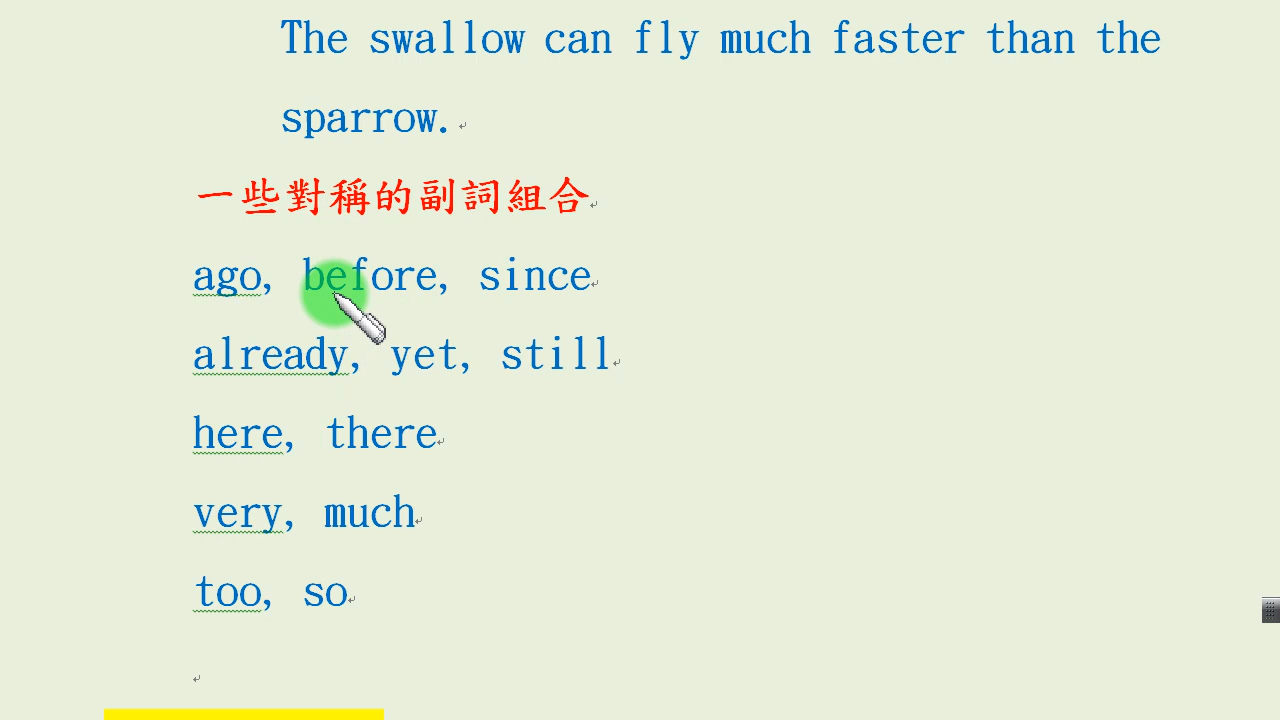 The swallow can fly much faster than the
sparrow.
一些對稱的副詞組合
ago, before, since
already, yet, still
here, there
very, much
too, so